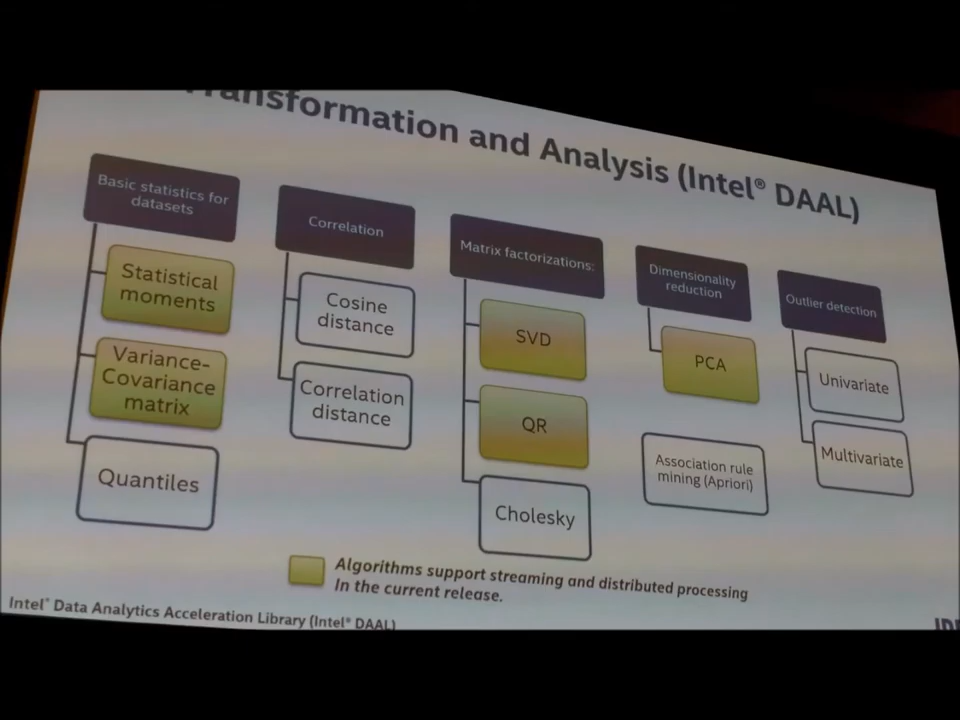 Transformation and Analysis (Intel® DAAL)
Basic statistics for
datasets
Statistical
moments
Variance-
Covariance
matrix
Quantiles
Correlation
Cosine
distance
Correlation
distance
Matrix factorizations:
SVD
QR
Cholesky
Dimensionality
reduction
PCA
Association rule
mining (Apriori)
Outlier detection
Univariate
Multivariate
Algorithms support streaming and distributed processing
In the current release.
Intel® Data Analytics Acceleration Library (Intel® DAAL)